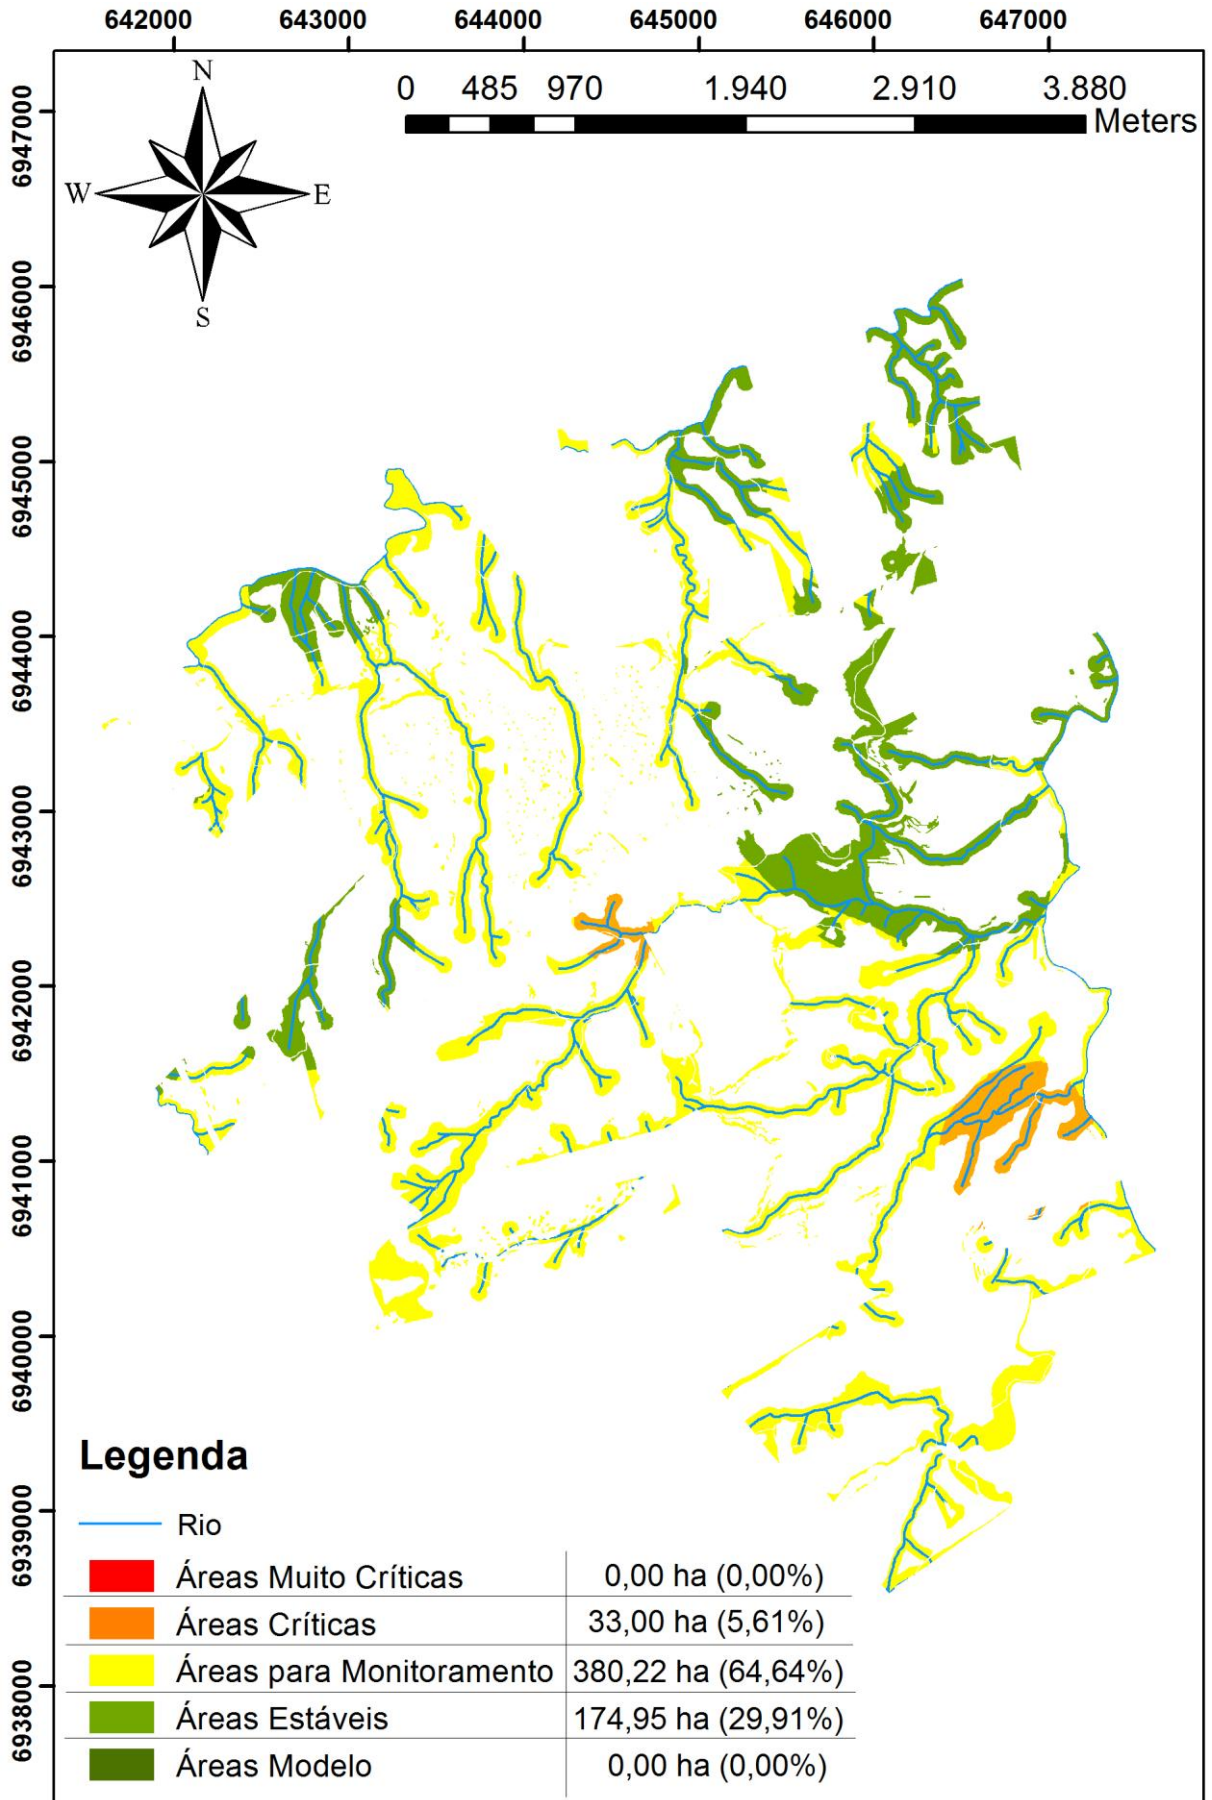 642000 643000 644000 645000 646000 647000
N
W E
S
0 485 970 1.940 2.910 3.880
Meters
6947000
6946000
6945000
6944000
6943000
6942000
6941000
6940000
6939000
6938000
Legenda
Rio
Áreas Muito Críticas 0,00 ha (0,00%)
Áreas Críticas 33,00 ha (5,61%)
Áreas para Monitoramento 380,22 ha (64,64%)
Áreas Estáveis 174,95 ha (29,91%)
Áreas Modelo 0,00 ha (0,00%)